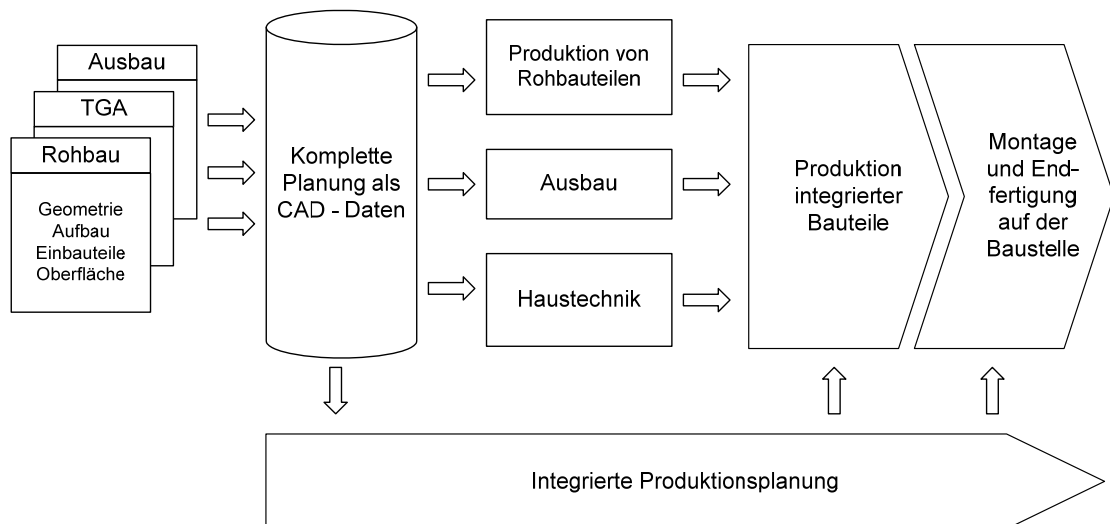 Ausbau
TGA
Rohbau
Geometrie
Aufbau
Einbauteile
Oberfläche
Komplette
Planung als
CAD - Daten
Produktion von
Rohbauteilen
Ausbau
Haustechnik
Produktion
integrierter
Bauteile
Montage
und End-
fertigung
auf der
Baustelle
Integrierte Produktionsplanung